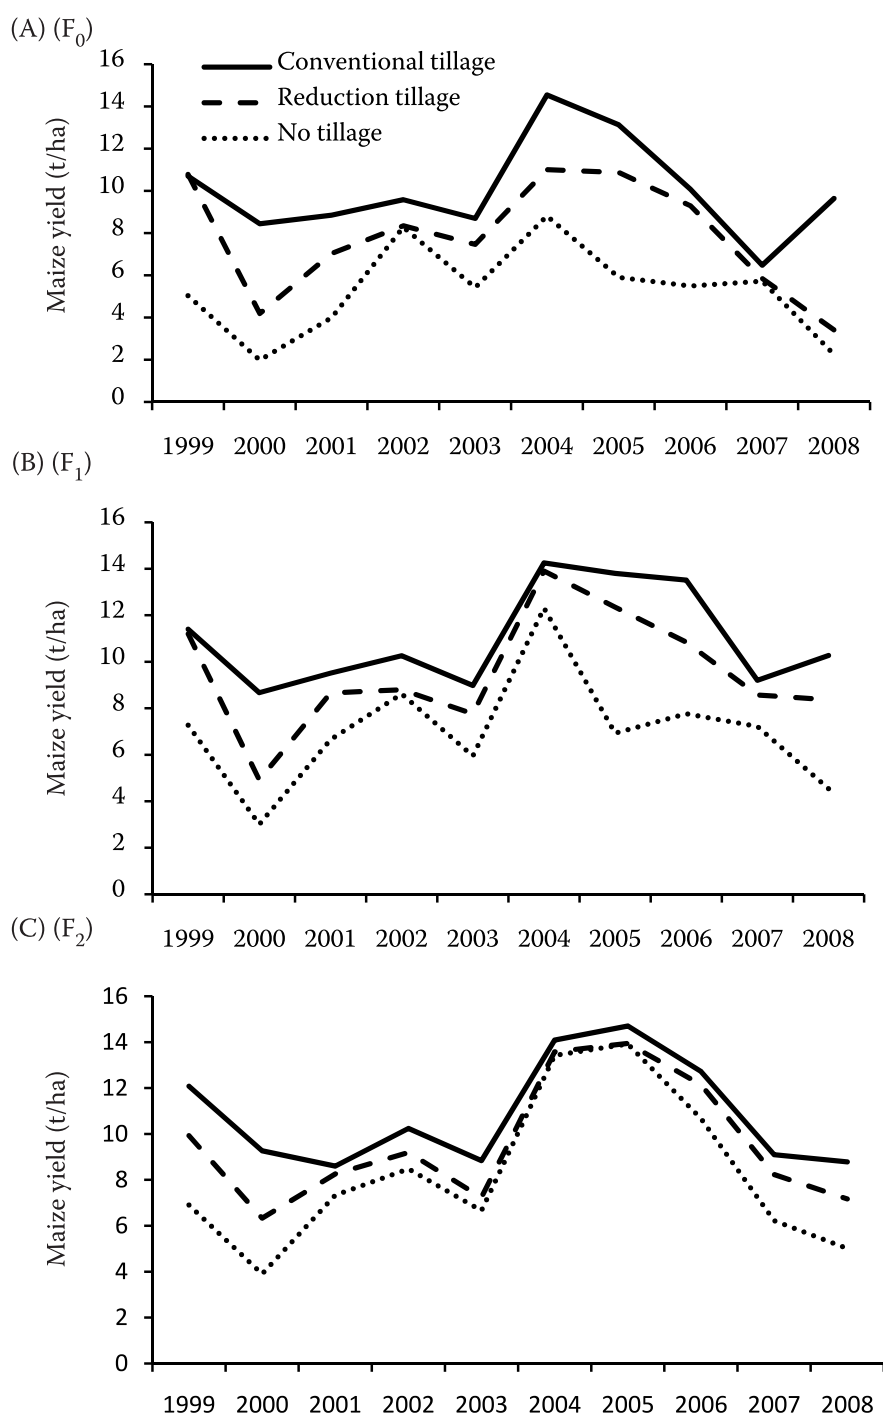 (A) (F0)
16
14
12
10
8
6
4
2
0
Maize yield (t/ha)
Conventional tillage
Reduction tillage
No tillage
1999 2000 2001 2002 2003 2004 2005 2006 2007 2008
(B) (F1)
16
14
12
10
8
6
4
2
0
Maize yield (t/ha)
1999 2000 2001 2002 2003 2004 2005 2006 2007 2008
(C) (F2)
16
14
12
10
8
6
4
2
0
Maize yield (t/ha)
1999 2000 2001 2002 2003 2004 2005 2006 2007 2008